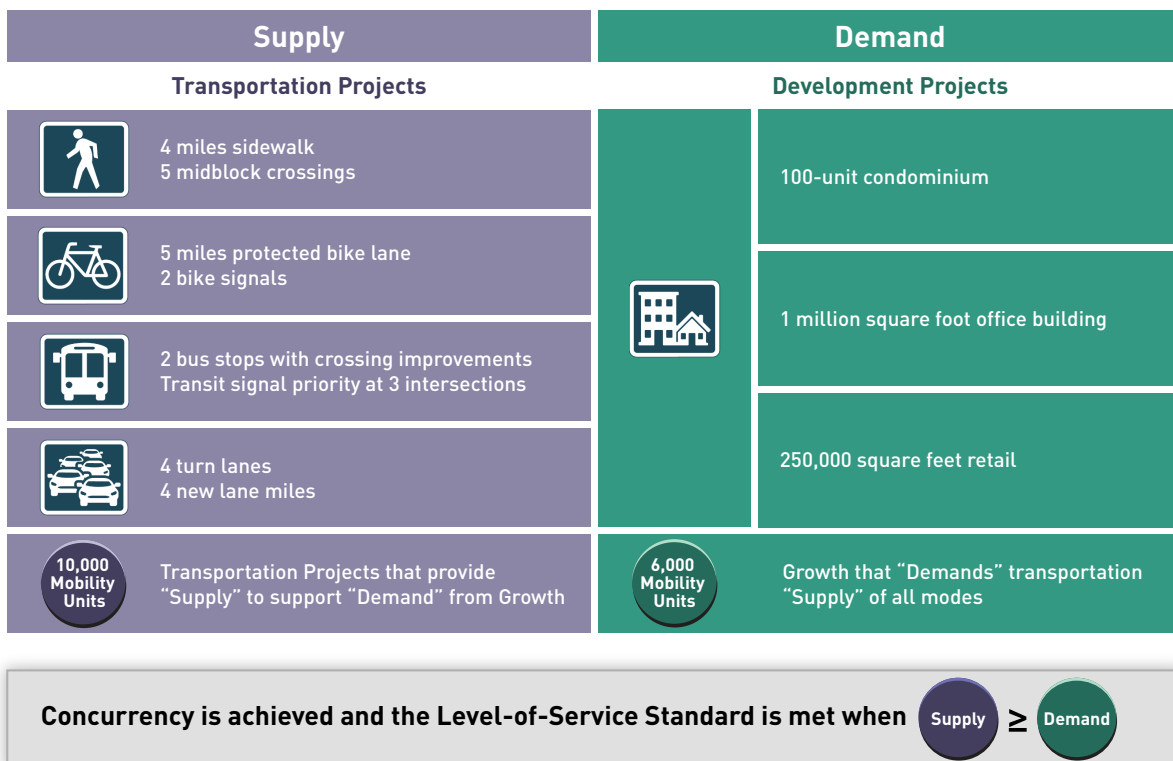 Supply
Transportation Projects
4 miles sidewalk
5 midblock crossings
5 miles protected bike lane
2 bike signals
2 bus stops with crossing improvements
Transit signal priority at 3 intersections
4 turn lanes
4 new lane miles
10,000
Mobility
Units
Transportation Projects that provide
“Supply” to support “Demand” from Growth
Demand
Development Projects
100-unit condominium
1 million square foot office building
250,000 square feet retail
6,000
Mobility
Units
Growth that “Demands” transportation
“Supply” of all modes
Concurrency is achieved and the Level-of-Service Standard is met when Supply ≥ Demand